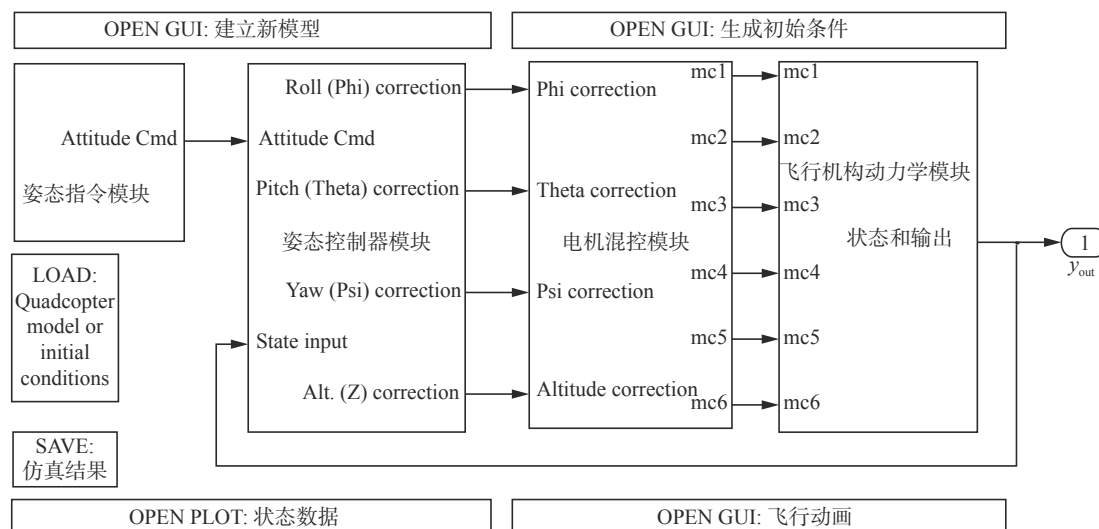 OPEN GUI: 建立新模型
OPEN GUI: 生成初始条件
Attitude Cmd
姿态指令模块
LOAD:
Quadcopter
model or
initial
conditions
SAVE:
仿真结果
Roll (Phi) correction
Attitude Cmd
Pitch (Theta) correction
姿态控制器模块
Yaw (Psi) correction
State input
Alt. (Z) correction
Phi correction
Theta correction
电机混控模块
Psi correction
Altitude correction
mc1
mc2
mc3
mc4
mc5
mc6
mc1
mc2
飞行机构动力学模块
mc3
状态和输出
mc4
mc5
mc6
1
yout
OPEN PLOT: 状态数据
OPEN GUI: 飞行动画